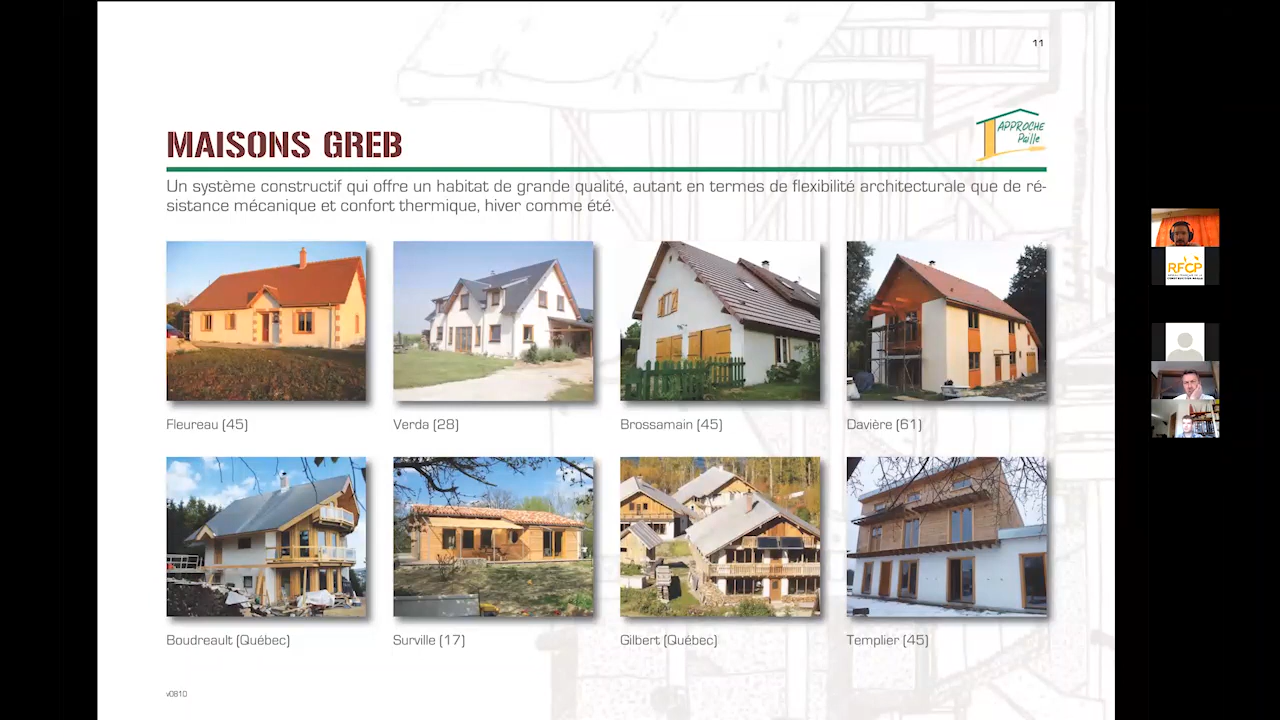 11
APPROCHE
Paille
MAISONS GREB
Un système constructif qui offre un habitat de grande qualité, autant en termes de flexibilité architecturale que de ré-
sistance mécanique et confort thermique, hiver comme été.
Fleureau (45)
Verda (28)
Brossamain (45)
Davière (61)
Boudreault (Québec)
Surville (17)
Gilbert (Québec)
Templier (45)
v0810
RFCP